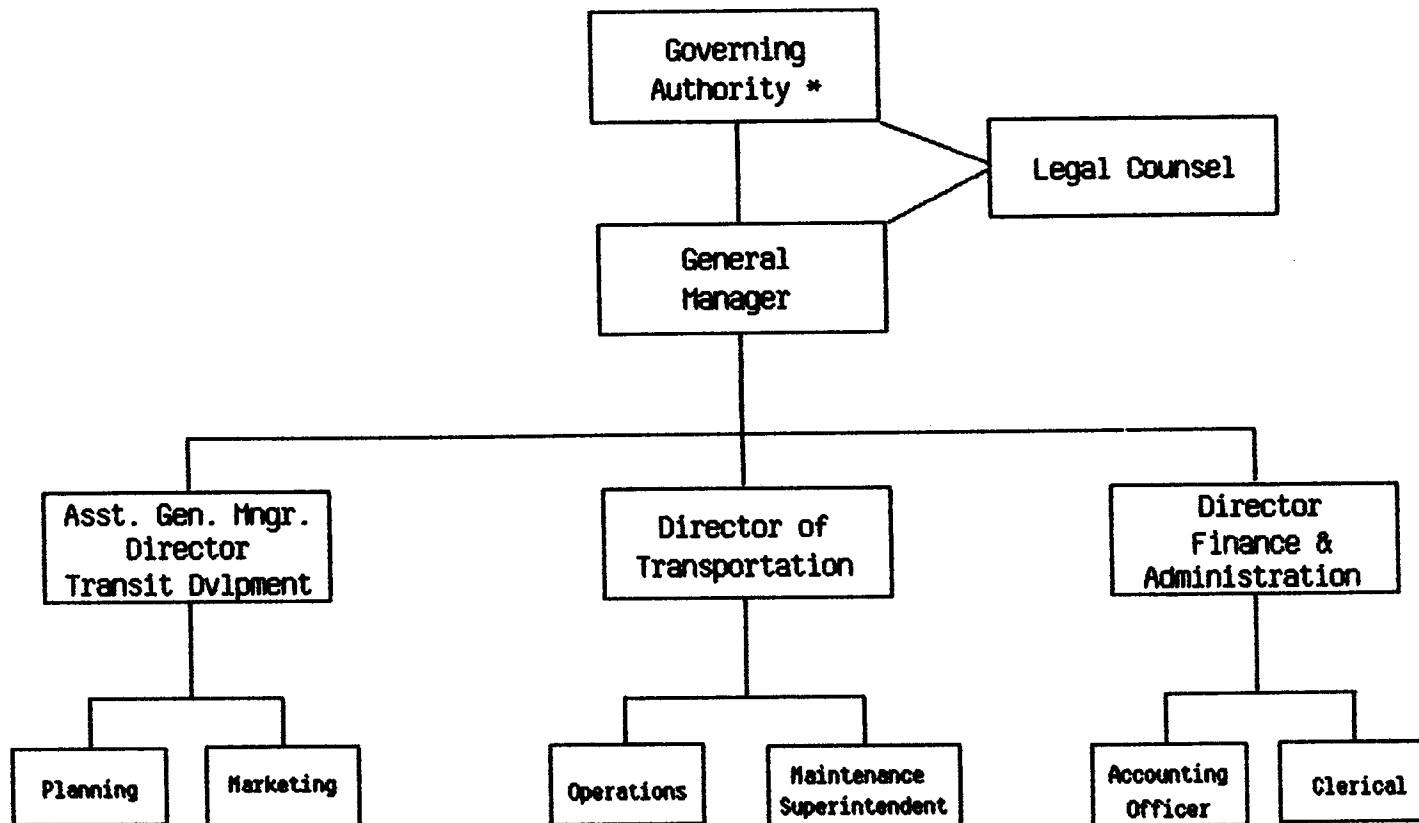 Governing
Authority *
Legal Counsel
General
Manager
Asst. Gen. Mngr.
Director
Transit Dvlpment
Director of
Transportation
Director
Finance &
Administration
Planning
Marketing
Operations
Maintenance
Superintendent
Accounting
Officer
Clerical